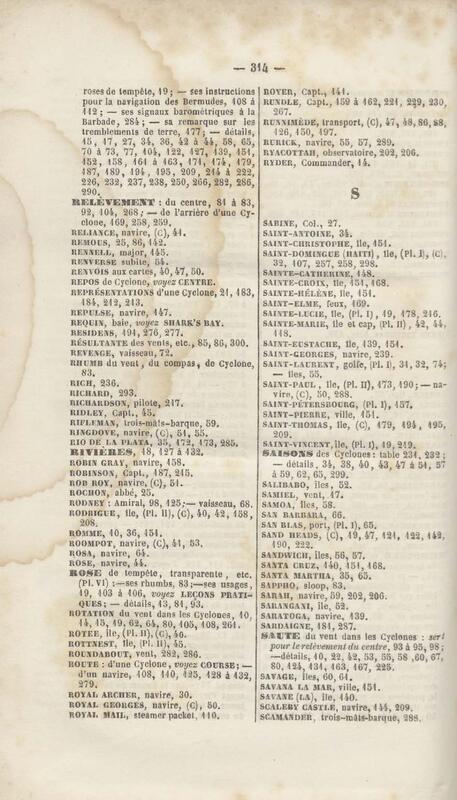 — 314 —
roses de tempête, 19 ; — ses instructions
pour la navigation des Bermudes, 108 à
112 ; — ses signaux barométriques à la
Barbade, 284 ; — sa remarque sur les
tremblements de terre, 177 ; — détails,
15, 17, 27, 34, 36, 42 à 44, 58, 65,
70 à 73, 77, 104, 122, 127, 139, 151,
152, 158, 161 à 163, 171, 174, 179,
187, 189, 194, 195, 209, 214 à 222,
226, 232, 237, 238, 250, 266, 282, 286,
290.
RELÈVEMENT : du centre, 81 à 83,
92, 104, 268; — de l'arrière d'une Cy-
clone, 169, 258, 259.
RELIANCE, navire, (C), 41.
REMOUS, 25, 86, 142.
RENNELL, major, 145.
RENVERSE subite, 54.
RENVOIS aux cartes, 40, 47, 50.
REPOS de Cyclone, voyez CENTRE.
REPRÉSENTATIONS d'une Cyclone, 21, 183,
184, 212, 213.
REPULSE, navire, 147.
REQUIN, baie, voyez SHARK'S BAY.
RESIDENS, 194, 276, 277.
RÉSULTANTE des vents, etc., 85, 86, 300.
REVENGE, vaisseau, 72.
RHUMB du vent, du compas, de Cyclone,
83.
RICH, 236.
RICHARD, 293.
RICHARDSON, pilote, 217.
RIDLEY, Capt., 45.
RIFLEMAN, trois-mâts-barque, 59.
RINGDOVE, navire, (C), 54, 55.
RIO DE LA PLATA, 35, 172, 173, 285.
RIVIÈRES, 48, 127 à 132.
ROBIN GRAY, navire, 158.
ROBINSON, Capt., 187, 245.
ROB ROY, navire, (C), 51.
ROCHON, abbé, 25.
RODNEY : Amiral, 98, 125;— vaisseau, 68.
RODRIGUE, île, (Pl. II), (C), 40, 42, 158,
208.
ROMME, 10, 36, 151.
ROOMPOT, navire, (C), 41, 53.
ROSA, navire, 64.
ROSE, navire, 44.
ROSE de tempête, transparente, etc.
(Pl. VI) :—ses rhumbs, 83;—ses usages,
19, 103 à 106, voyez LEÇONS PRATI-
QUES; — détails, 13, 81, 93.
ROTATION du vent dans les Cyclones, 10,
14, 15, 19, 62, 64, 80, 105, 108, 261.
ROTEE, île, (Pl. II), (C), 46.
ROTTNEST, île, (Pl. II), 45.
ROUNDABOUT, vent, 282, 286.
ROUTE : d'une Cyclone, voyez COURSE; —
d'un navire, 108, 110, 125, 128 à 132,
279.
ROYAL ARCHER, navire, 30.
ROYAL GEORGES, navire, (C), 50.
ROYAL MAIL, steamer packet, 110.
ROYER, Capt., 141.
RUNDLE, Capt., 159 à 162, 221, 229, 230,
267.
RUNNIMÈDE, transport, (C), 47, 48, 86, 88,
126, 150, 197.
RURICK, navire, 55, 57, 289.
RYACOTTAH, observatoire, 202, 206.
RYDER, Commander, 14.
S
SABINE, Col., 27.
SAINT-ANTOINE, 34.
SAINT-CHRISTOPHE, île, 151.
SAINT-DOMINGUE (HAITI), île, (Pl. I), (C),
32, 107, 257, 258, 298.
SAINTE-CATHERINE, 148.
SAINTE-CROIX, île, 151, 168.
SAINTE-HÉLÈNE, île, 151.
SAINT-ELME, feux, 169.
SAINTE-LUCIE, île, (Pl. I), 49, 178, 246.
SAINTE-MARIE, île et cap, (Pl. II), 42, 44,
118.
SAINT-EUSTACHE, île, 139, 151.
SAINT-GEORGES, navire, 239.
SAINT-LAURENT, golfe, (Pl. I), 31, 32, 74;
— îles, 55.
SAINT-PAUL, île, (Pl. II), 173, 190; — na-
vire, (C), 50, 288.
SAINT-PÉTERSBOURG, (Pl. I), 157.
SAINT-PIERRE, ville, 151.
SAINT-THOMAS, île, (C), 179, 194, 195,
209.
SAINT-VINCENT, île, (Pl. I), 49, 249.
SAISONS des Cyclones: table 231, 232 ;
— détails, 34, 38, 40, 43, 47 à 51, 57
à 59, 62, 65, 299.
SALIBABO, îles, 52.
SAMIEL, vent, 17.
SAMOA, îles, 58.
SAN BARBARA, 66.
SAN BLAS, port, (Pl. I), 65.
SAND HEADS, (C), 49, 47, 121, 122, 142,
190, 222.
SANDWICH, îles, 56, 57.
SANTA CRUZ, 140, 151, 168.
SANTA MARTHA, 35, 65.
SAPPHO, sloop, 83.
SARAH, navire, 59, 202, 206.
SARANGANI, île, 52.
SARATOGA, navire, 139.
SARDAIGNE, 181, 287.
SAUTE du vent dans les Cyclones : sert
pour le relèvement du centre, 93 à 95, 98;
—détails, 10, 22, 42, 53, 55, 58 ,60, 67,
80, 124, 134, 163, 167, 225.
SAVAGE, îles, 60, 61.
SAVANA LA MAR, ville, 151.
SAVANE (LA), île, 140.
SCALEBY CASTLE, navire, 144, 209.
SCAMANDER, trois-mâts-barque, 288.